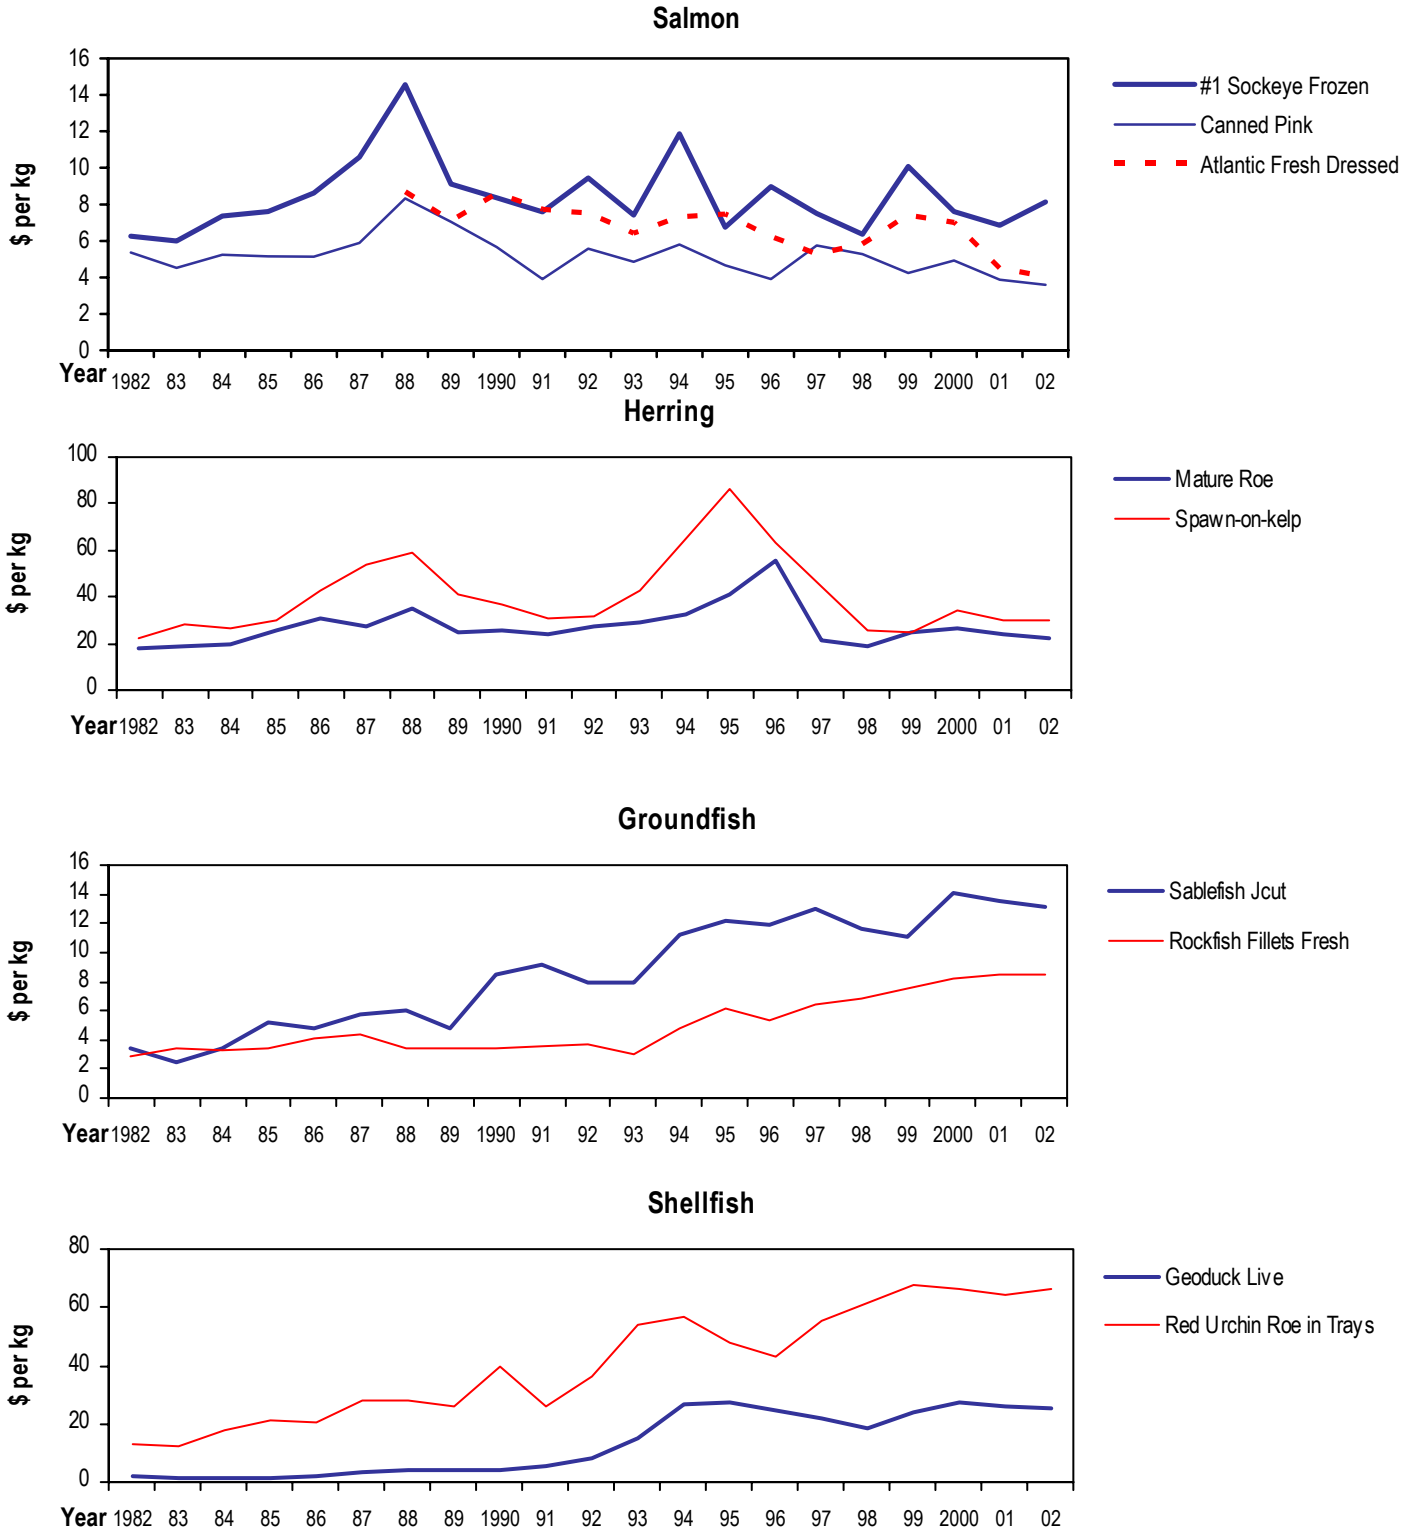 Salmon
16
14
12
10
8
6
4
2
0
$ per kg
Year 1982 83 84 85 86 87 88 89 1990 91 92 93 94 95 96 97 98 99 2000 01 02
#1 Sockeye Frozen
Canned Pink
Atlantic Fresh Dressed
Herring
100
80
60
40
20
0
$ per kg
Year 1982 83 84 85 86 87 88 89 1990 91 92 93 94 95 96 97 98 99 2000 01 02
Mature Roe
Spawn-on-kelp
Groundfish
16
14
12
10
8
6
4
2
0
$ per kg
Year 1982 83 84 85 86 87 88 89 1990 91 92 93 94 95 96 97 98 99 2000 01 02
Sablefish Jcut
Rockfish Fillets Fresh
Shellfish
80
60
40
20
0
$ per kg
Year 1982 83 84 85 86 87 88 89 1990 91 92 93 94 95 96 97 98 99 2000 01 02
Geoduck Live
Red Urchin Roe in Trays